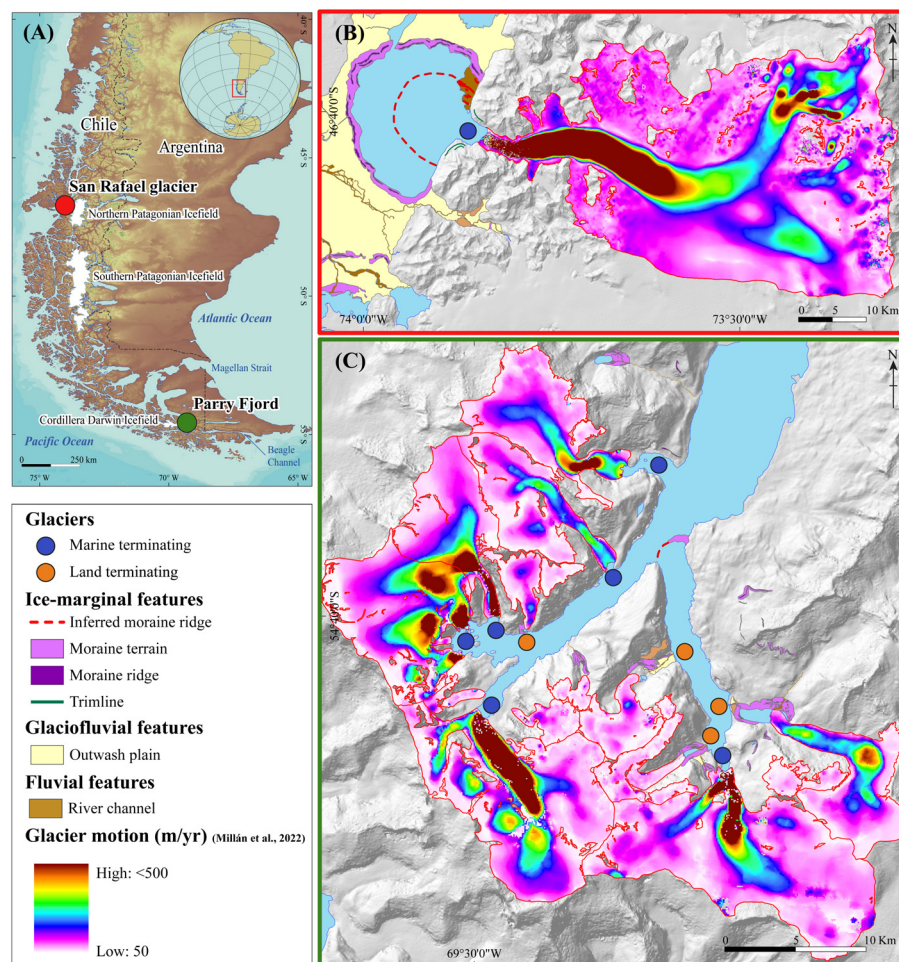 (A)
40° S
Chile
Argentina
45° S
San Rafael glacier
Northern Patagonian Icefield
Southern Patagonian Icefield
50° S
Atlantic Ocean
Magellan Strait
Parry Fjord
Cordillera Darwin Icefield
Pacific Ocean
55° S
Beagle
Channel
0 250 km
75° W 70° W 65° W
(B)
N
46°40'0"S
74°0'0"W
73°30'0"W
0 5 10 Km
(C)
N
54°40'0"S
69°30'0"W
0 5 10 Km
Glaciers
Marine terminating
Land terminating
Ice-marginal features
Inferred moraine ridge
Moraine terrain
Moraine ridge
Trimline
Glaciofluvial features
Outwash plain
Fluvial features
River channel
Glacier motion (m/yr) (Millán et al., 2022)
High: <500
Low: 50